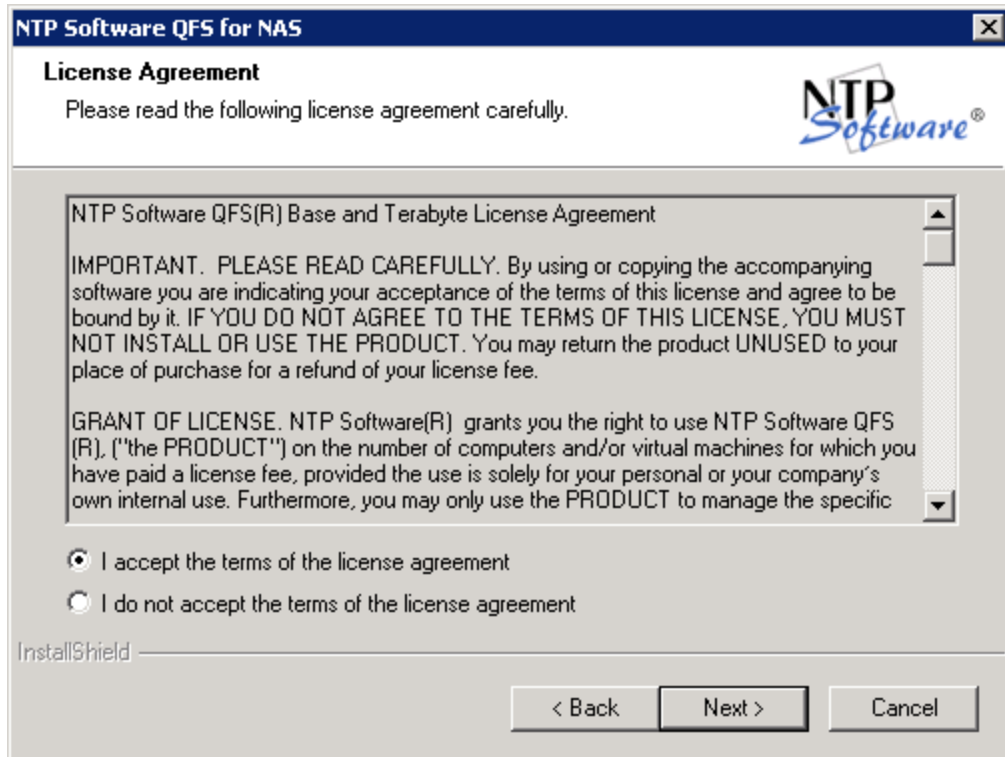 NTP Software QFS for NAS
License Agreement
Please read the following license agreement carefully.
NTP
Software®
NTP Software QFS(R) Base and Terabyte License Agreement
IMPORTANT.  PLEASE READ CAREFULLY. By using or copying the accompanying
software you are indicating your acceptance of the terms of this license and agree to be
bound by it. IF YOU DO NOT AGREE TO THE TERMS OF THIS LICENSE, YOU MUST
NOT INSTALL OR USE THE PRODUCT. You may return the product UNUSED to your
place of purchase for a refund of your license fee.
GRANT OF LICENSE. NTP Software(R)  grants you the right to use NTP Software QFS
(R), ("the PRODUCT") on the number of computers and/or virtual machines for which you
have paid a license fee, provided the use is solely for your personal or your company's
own internal use. Furthermore, you may only use the PRODUCT to manage the specific
I accept the terms of the license agreement
I do not accept the terms of the license agreement
InstallShield
< Back
Next >
Cancel